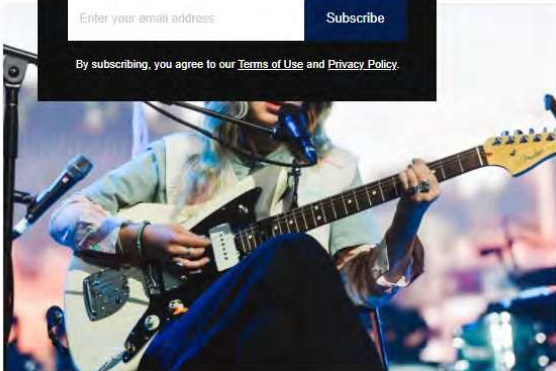 Enter your email address
Subscribe
By subscribing, you agree to our Terms of Use and Privacy Policy.